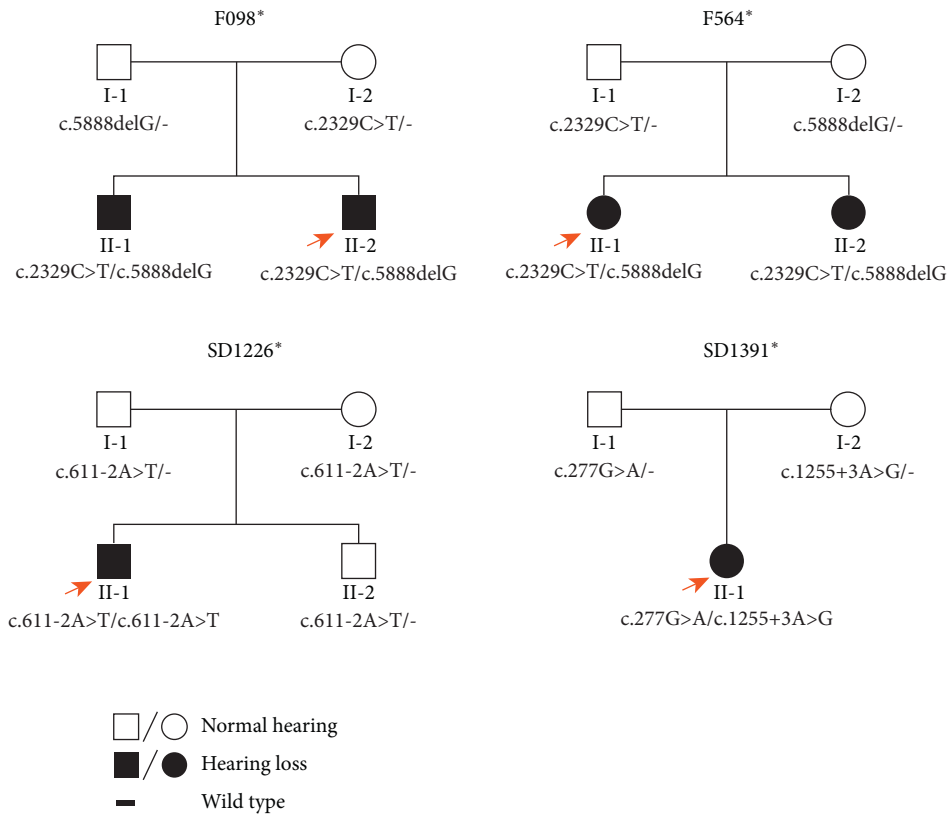 F098* F564*
I-1 I-2 I-1 I-2
c.5888delG/- c.2329C>T/- c.2329C>T/- c.5888delG/-
II-1 II-2 II-1 II-2
c.2329C>T/c.5888delG c.2329C>T/c.5888delG c.2329C>T/c.5888delG c.2329C>T/c.5888delG
SD1226* SD1391*
I-1 I-2 I-1 I-2
c.611-2A>T/- c.611-2A>T/- c.277G>A/- c.1255+3A>G/-
II-1 II-2 II-1
c.611-2A>T/c.611-2A>T c.611-2A>T/- c.277G>A/c.1255+3A>G
Normal hearing
Hearing loss
Wild type